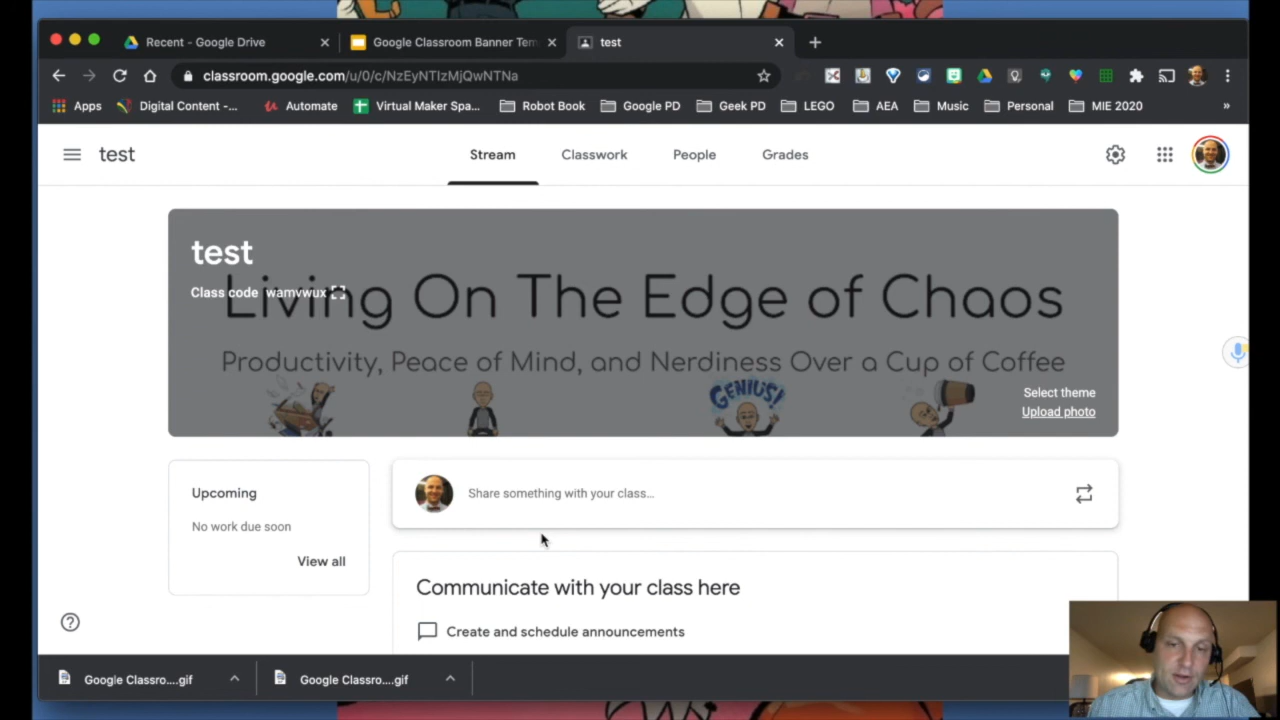 Recent - Google Drive
Google Classroom Banner Tem
test
classroom.google.com/u/0/c/NzEyNTIzMjQwNTNa
Apps
Digital Content -...
Automate
Virtual Maker Spa...
Robot Book
Google PD
Geek PD
LEGO
AEA
Music
Personal
MIE 2020
»
test
Stream
Classwork
People
Grades
test
Class code wamvwux
Living On The Edge of Chaos
Productivity, Peace of Mind, and Nerdiness Over a Cup of Coffee
GENIUS!
Select theme
Upload photo
Upcoming
No work due soon
View all
Share something with your class...
Communicate with your class here
Create and schedule announcements
Google Classro....gif
Google Classro....gif